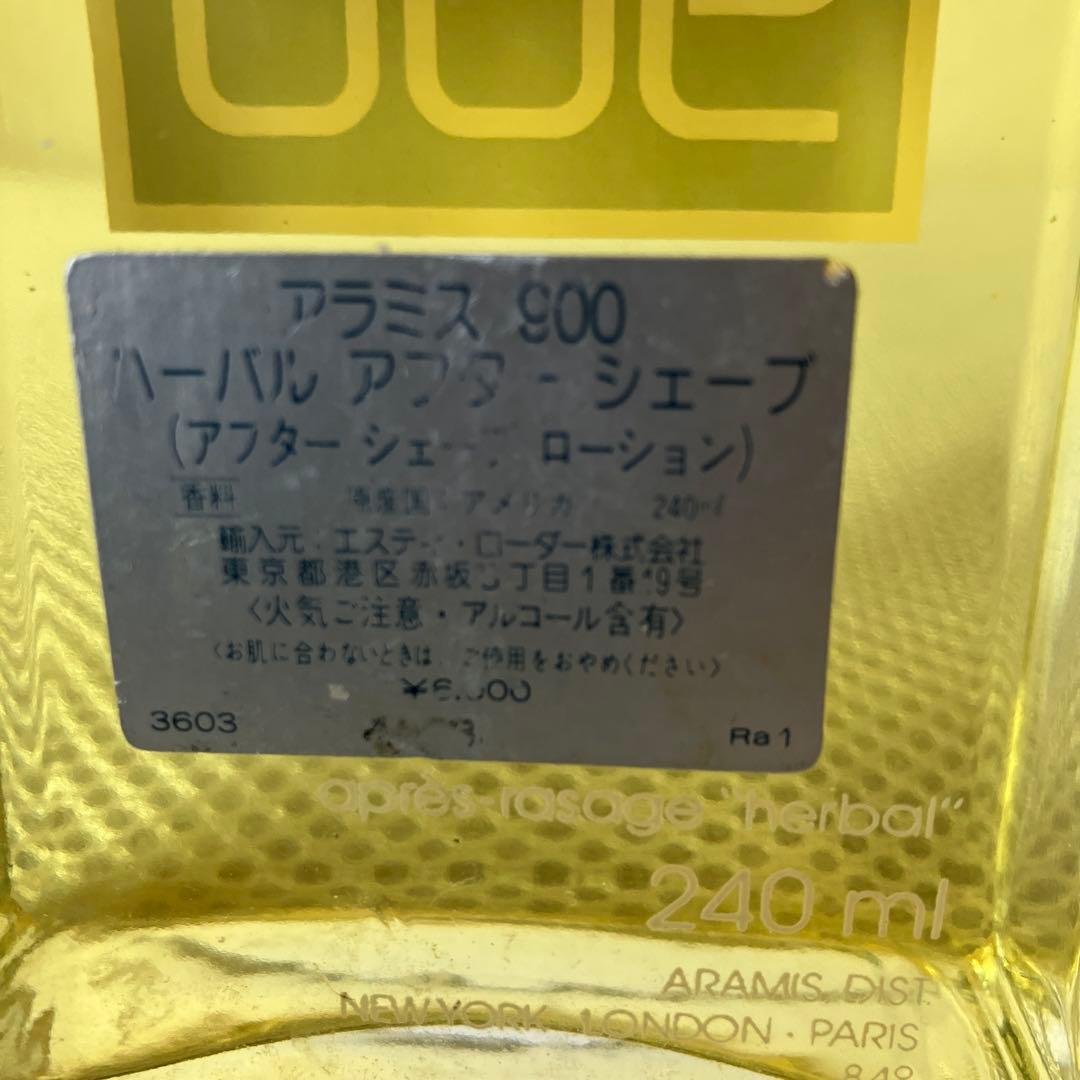 アラミス 900
ハーバル アフターシェーブ
(アフター シェーブ ローション)
香料 原産国:アメリカ 240ml
輸入元 エスティ・ローダー株式会社
東京都港区赤坂 丁目1番19号
〈火気ご注意・アルコール含有〉
〈お肌に合わないときは、ご使用をおやめください〉
3603 Ra1
après-rasage "herbal"
240 ml
ARAMIS, DIST.
NEW YORK · LONDON · PARIS